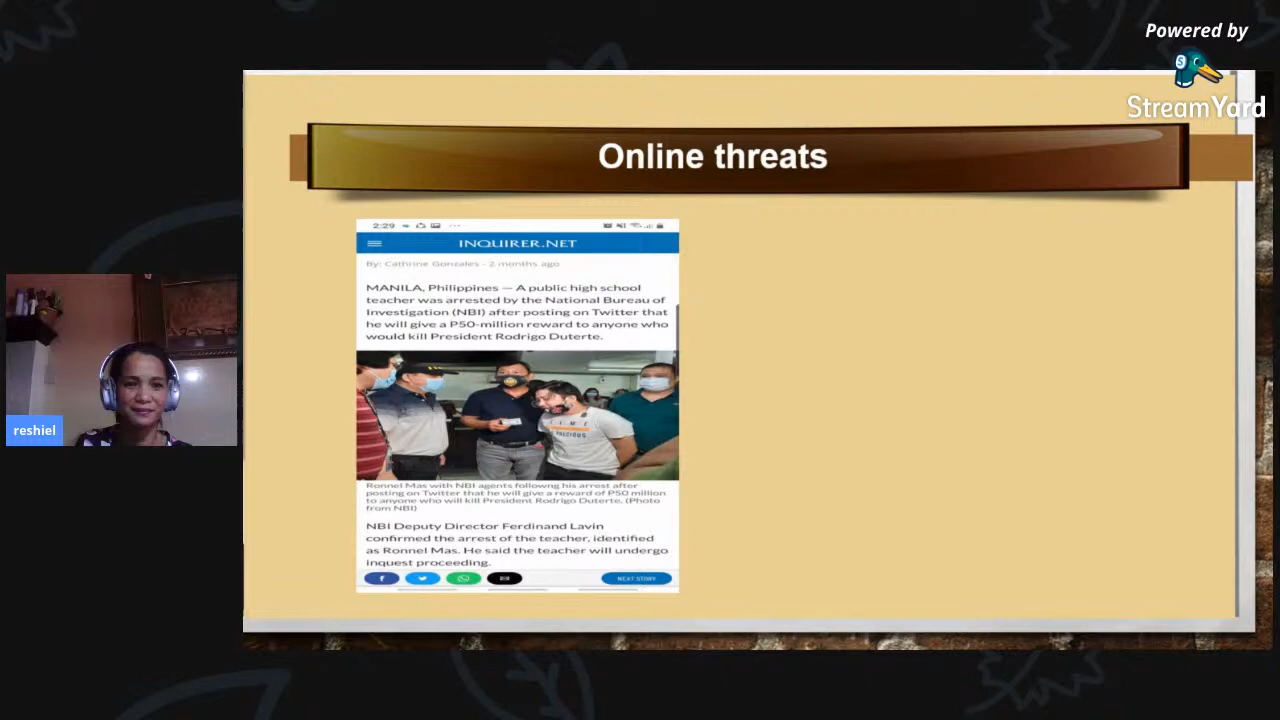 Powered by
StreamYard
Online threats
2:29
INQUIRER.NET
By: Cathrine Gonzales - 2 months ago
MANILA, Philippines — A public high school
teacher was arrested by the National Bureau of
Investigation (NBI) after posting on Twitter that
he will give a P50-million reward to anyone who
would kill President Rodrigo Duterte.
PRECIOUS
Ronnel Mas with NBI agents followng his arrest after
posting on Twitter that he will give a reward of P50 million
to anyone who will kill President Rodrigo Duterte. (Photo
from NBI)
NBI Deputy Director Ferdinand Lavin
confirmed the arrest of the teacher, identified
as Ronnel Mas. He said the teacher will undergo
inquest proceeding.
NEXT STORY
reshiel